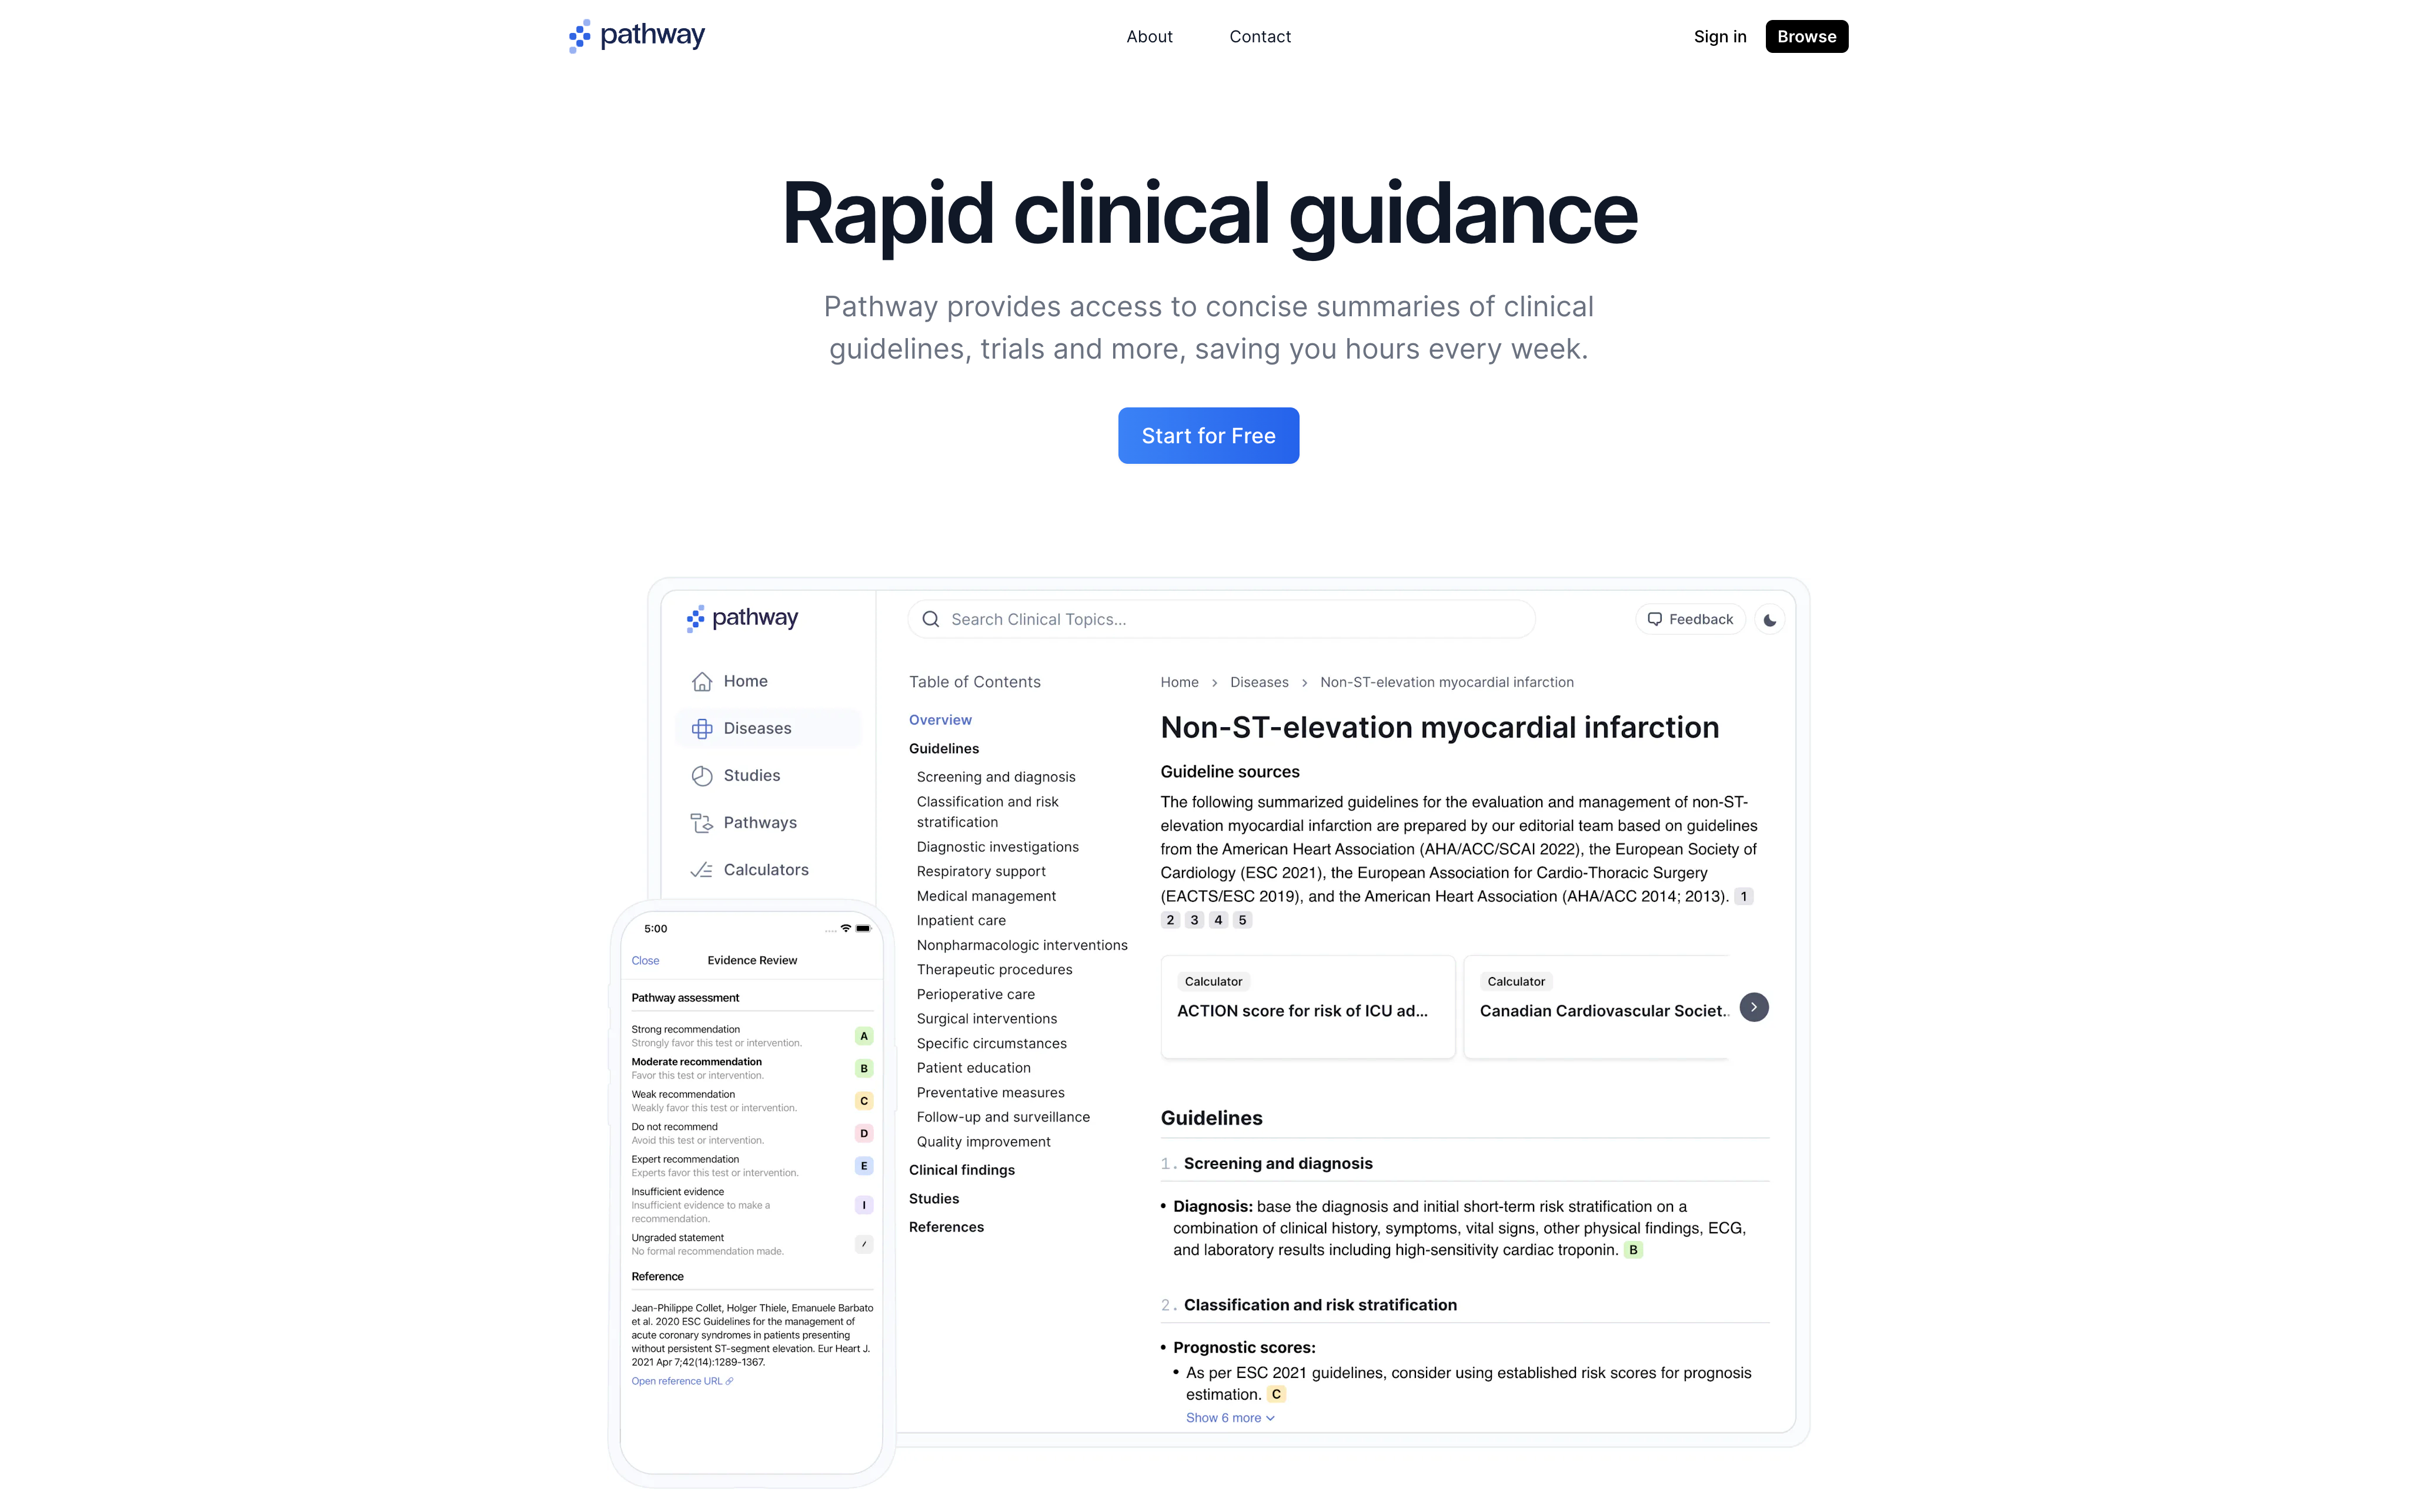 pathway
About
Contact
Sign in
Browse
Rapid clinical guidance
Pathway provides access to concise summaries of clinical
guidelines, trials and more, saving you hours every week.
Start for Free
pathway
Search Clinical Topics...
Feedback
Home
Diseases
Studies
Pathways
Calculators
Table of Contents
Overview
Guidelines
Screening and diagnosis
Classification and risk
stratification
Diagnostic investigations
Respiratory support
Medical management
Inpatient care
Nonpharmacologic interventions
Therapeutic procedures
Perioperative care
Surgical interventions
Specific circumstances
Patient education
Preventative measures
Follow-up and surveillance
Quality improvement
Clinical findings
Studies
References
Home > Diseases > Non-ST-elevation myocardial infarction
Non-ST-elevation myocardial infarction
Guideline sources
The following summarized guidelines for the evaluation and management of non-ST-
elevation myocardial infarction are prepared by our editorial team based on guidelines
from the American Heart Association (AHA/ACC/SCAI 2022), the European Society of
Cardiology (ESC 2021), the European Association for Cardio-Thoracic Surgery
(EACTS/ESC 2019), and the American Heart Association (AHA/ACC 2014; 2013). 1
2 3 4 5
Calculator
ACTION score for risk of ICU ad...
Calculator
Canadian Cardiovascular Societ..
Guidelines
1. Screening and diagnosis
• Diagnosis: base the diagnosis and initial short-term risk stratification on a
combination of clinical history, symptoms, vital signs, other physical findings, ECG,
and laboratory results including high-sensitivity cardiac troponin. B
2. Classification and risk stratification
• Prognostic scores:
• As per ESC 2021 guidelines, consider using established risk scores for prognosis
estimation. C
Show 6 more
5:00
Close
Evidence Review
Pathway assessment
Strong recommendation
Strongly favor this test or intervention.
A
Moderate recommendation
Favor this test or intervention.
B
Weak recommendation
Weakly favor this test or intervention.
C
Do not recommend
Avoid this test or intervention.
D
Expert recommendation
Experts favor this test or intervention.
E
Insufficient evidence
Insufficient evidence to make a
recommendation.
I
Ungraded statement
No formal recommendation made.
/
Reference
Jean-Philippe Collet, Holger Thiele, Emanuele Barbato
et al. 2020 ESC Guidelines for the management of
acute coronary syndromes in patients presenting
without persistent ST-segment elevation. Eur Heart J.
2021 Apr 7;42(14):1289-1367.
Open reference URL